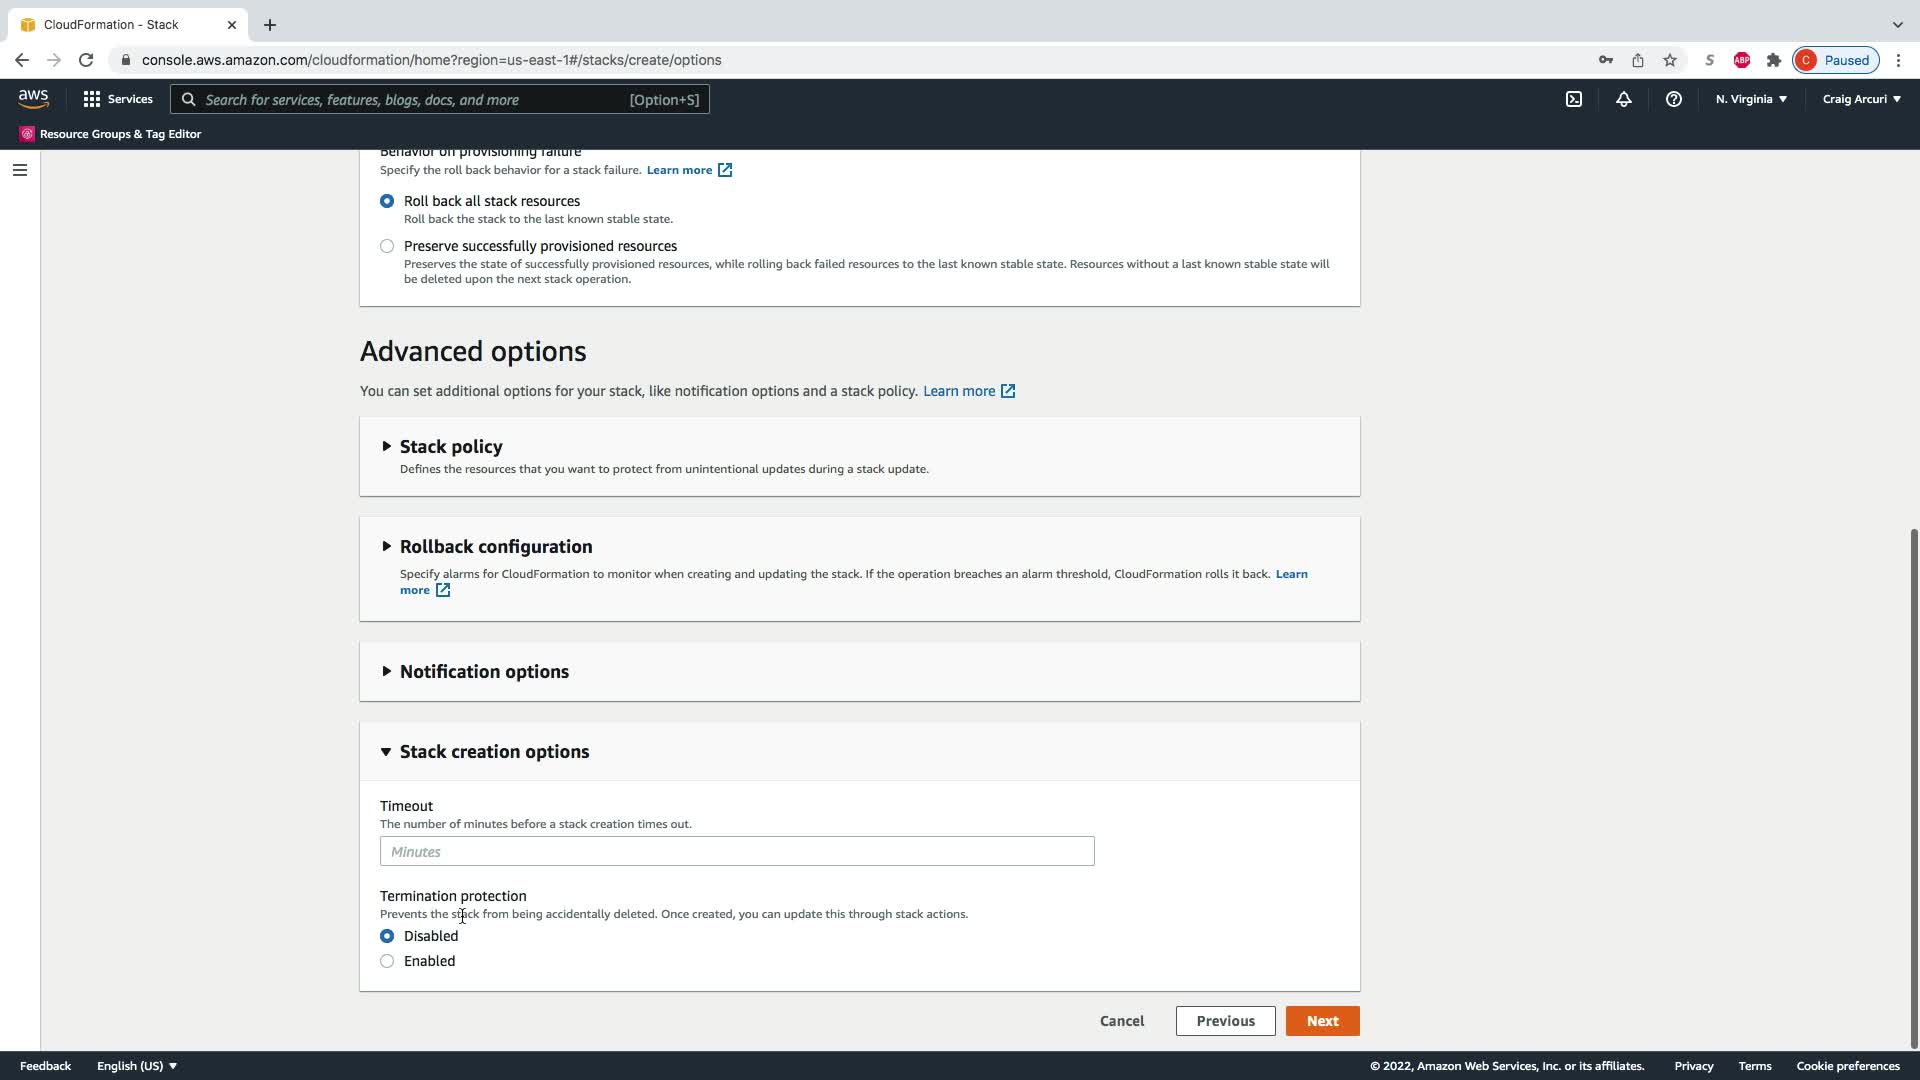 CloudFormation - Stack
console.aws.amazon.com/cloudformation/home?region=us-east-1#/stacks/create/options
ABP
C Paused
aws Services Search for services, features, blogs, docs, and more [Option+S] N. Virginia Craig Arcuri
Resource Groups & Tag Editor
Behavior on provisioning failure
Specify the roll back behavior for a stack failure. Learn more
Roll back all stack resources
Roll back the stack to the last known stable state.
Preserve successfully provisioned resources
Preserves the state of successfully provisioned resources, while rolling back failed resources to the last known stable state. Resources without a last known stable state will
be deleted upon the next stack operation.
Advanced options
You can set additional options for your stack, like notification options and a stack policy. Learn more
Stack policy
Defines the resources that you want to protect from unintentional updates during a stack update.
Rollback configuration
Specify alarms for CloudFormation to monitor when creating and updating the stack. If the operation breaches an alarm threshold, CloudFormation rolls it back. Learn
more
Notification options
Stack creation options
Timeout
The number of minutes before a stack creation times out.
Minutes
Termination protection
Prevents the stack from being accidentally deleted. Once created, you can update this through stack actions.
Disabled
Enabled
Cancel Previous Next
Feedback English (US) © 2022, Amazon Web Services, Inc. or its affiliates. Privacy Terms Cookie preferences